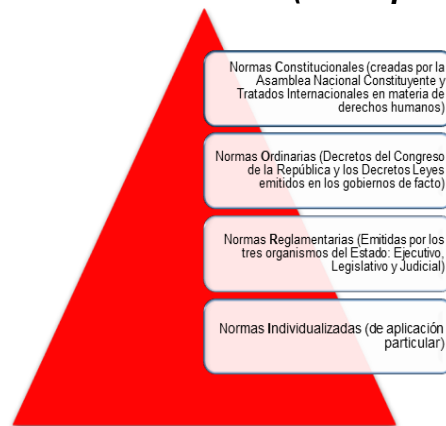 Normas Constitucionales (creadas por la
Asamblea Nacional Constituyente y
Tratados Internacionales en materia de
derechos humanos)
Normas Ordinarias (Decretos del Congreso
de la República y los Decretos Leyes
emitidos en los gobiernos de facto)
Normas Reglamentarias (Emitidas por los
tres organismos del Estado: Ejecutivo,
Legislativo y Judicial)
Normas Individualizadas (de aplicación
particular)